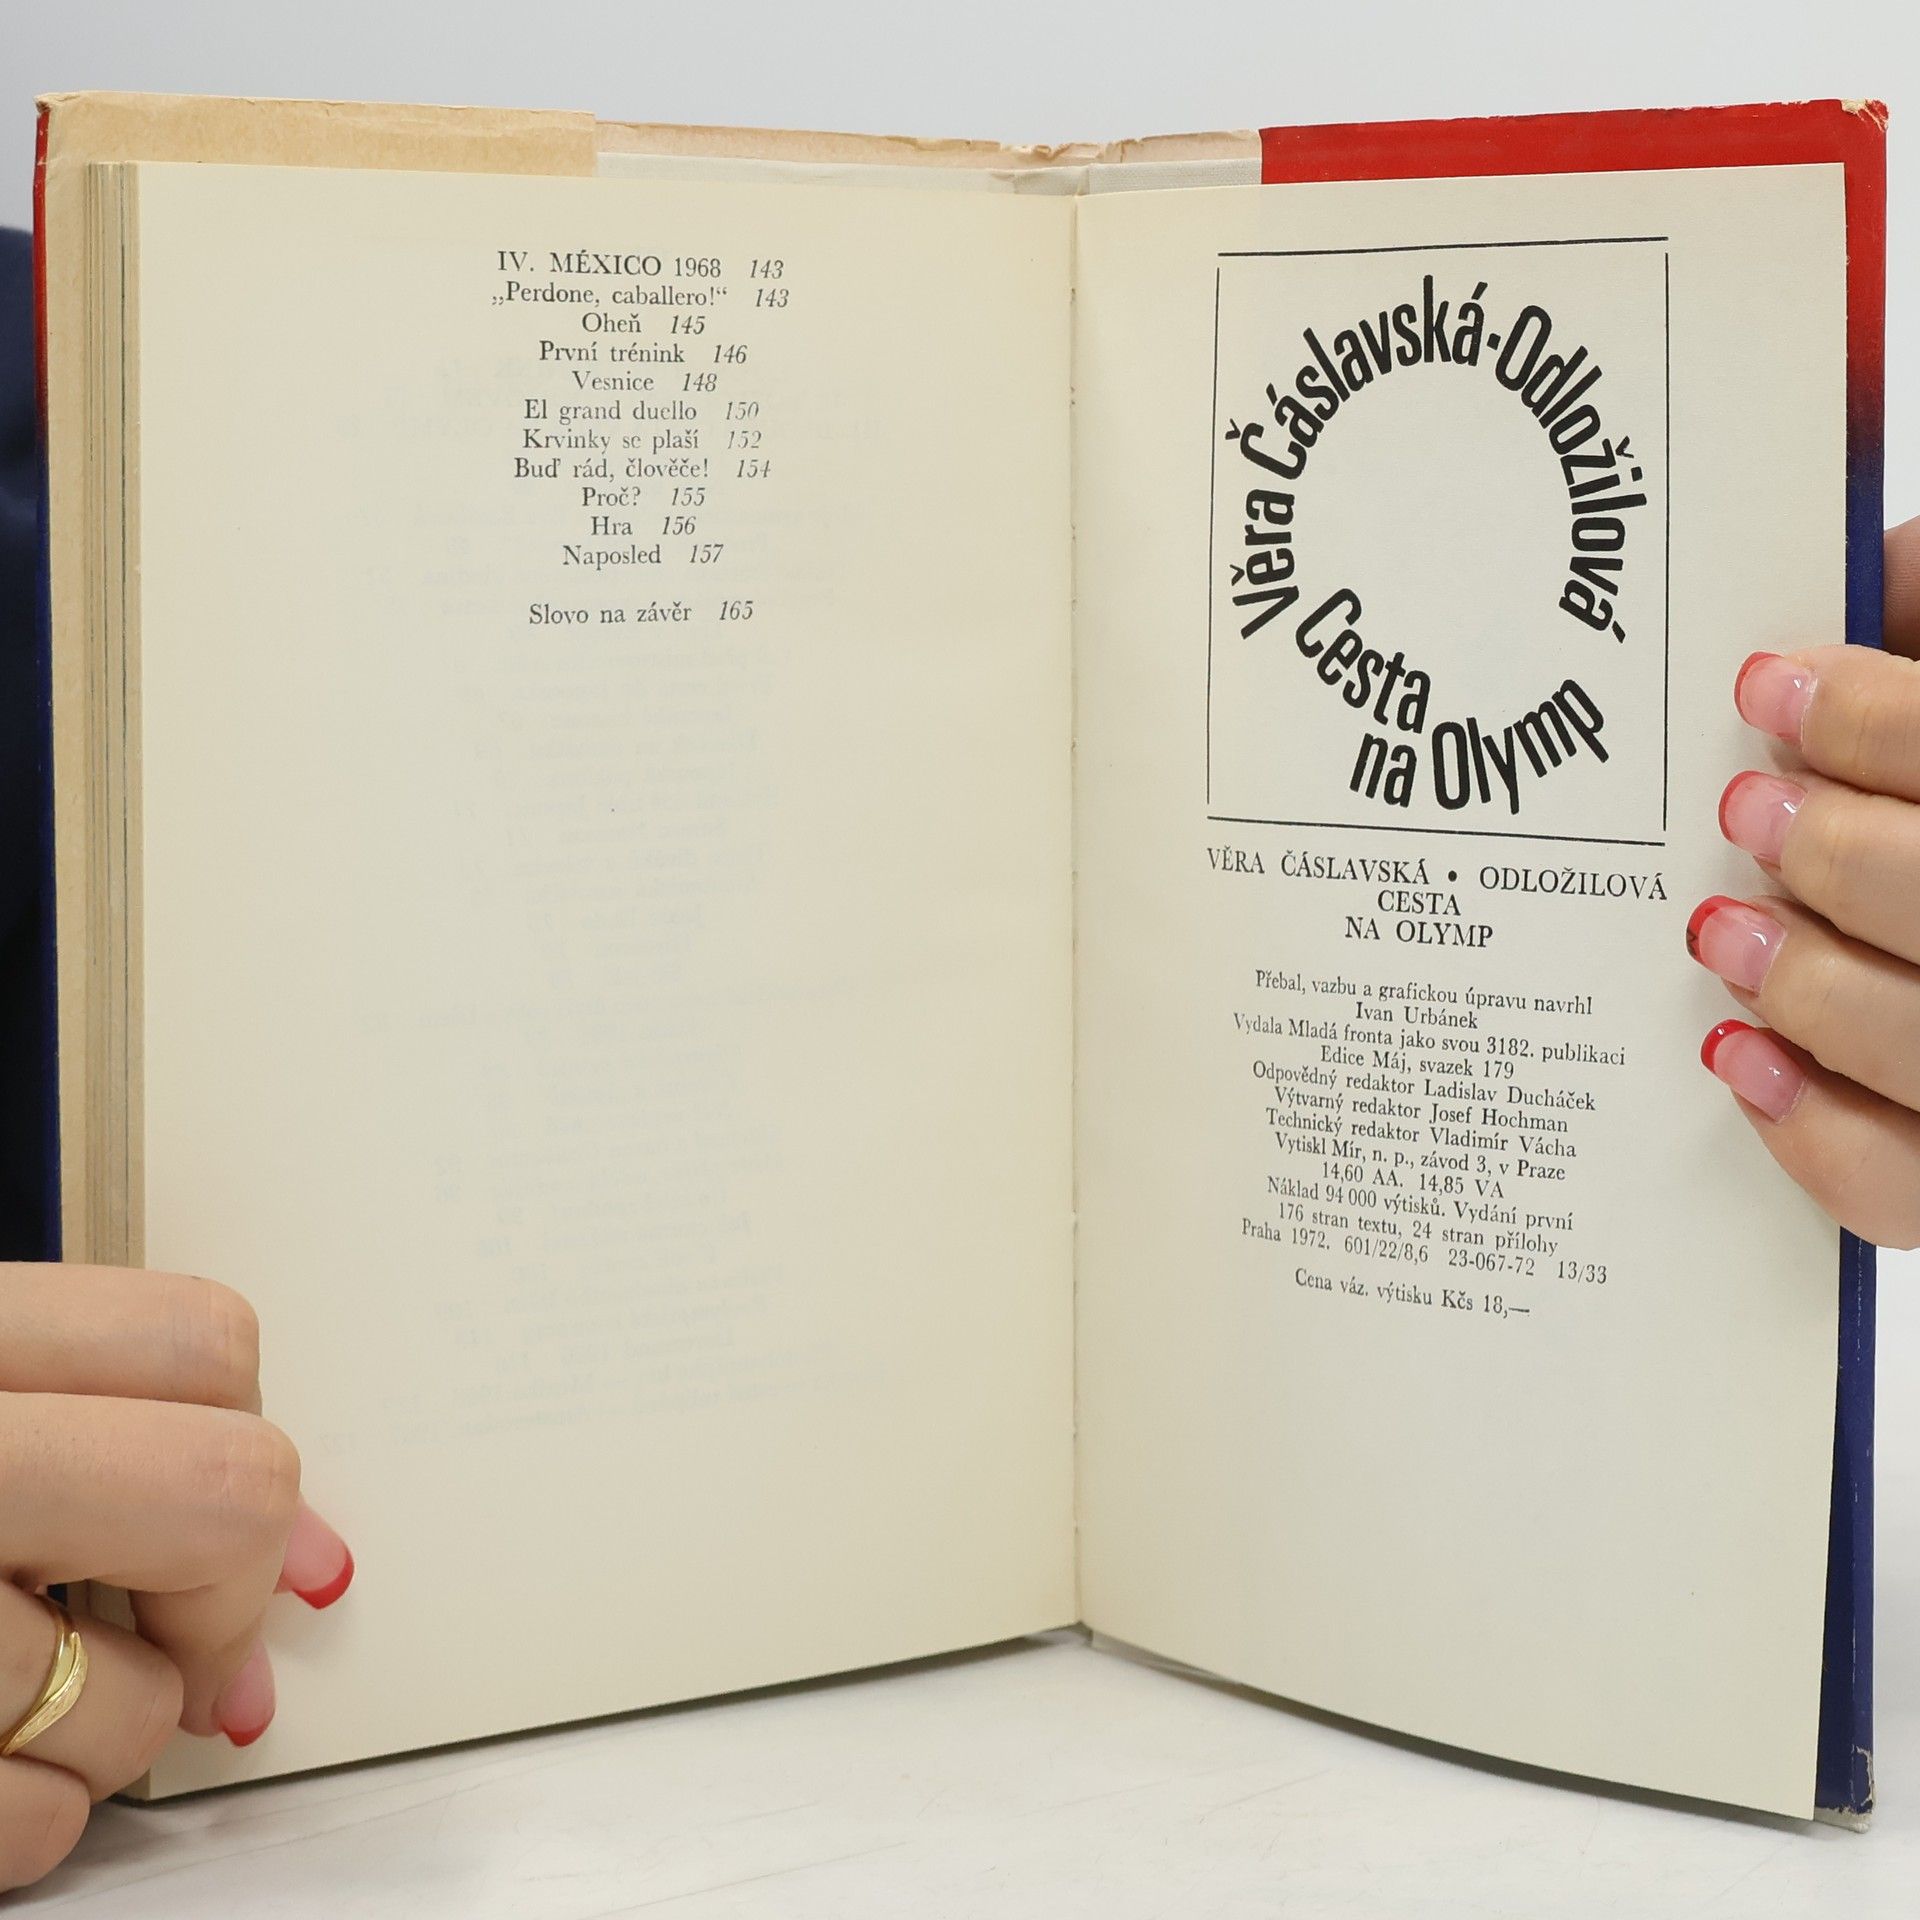 IV. MÉXICO 1968 143
„Perdone, caballero!“ 143
Oheň 145
První trénink 146
Vesnice 148
El grand duello 150
Krvinky se plaší 152
Buď rád, člověče! 154
Proč? 155
Hra 156
Naposled 157
Slovo na závěr 165
Věra Čáslavská-Odložilová
Cesta
na Olymp
VĚRA ČÁSLAVSKÁ • ODLOŽILOVÁ
CESTA
NA OLYMP
Přebal, vazbu a grafickou úpravu navrhl
Ivan Urbánek
Vydala Mladá fronta jako svou 3182. publikaci
Edice Máj, svazek 179
Odpovědný redaktor Ladislav Ducháček
Výtvarný redaktor Josef Hochman
Technický redaktor Vladimír Vácha
Vytiskl Mír, n. p., závod 3, v Praze
14,60 AA. 14,85 VA
Náklad 94 000 výtisků. Vydání první
176 stran textu, 24 stran přílohy
Praha 1972. 601/22/8,6 23-067-72 13/33
Cena váz. výtisku Kčs 18,—